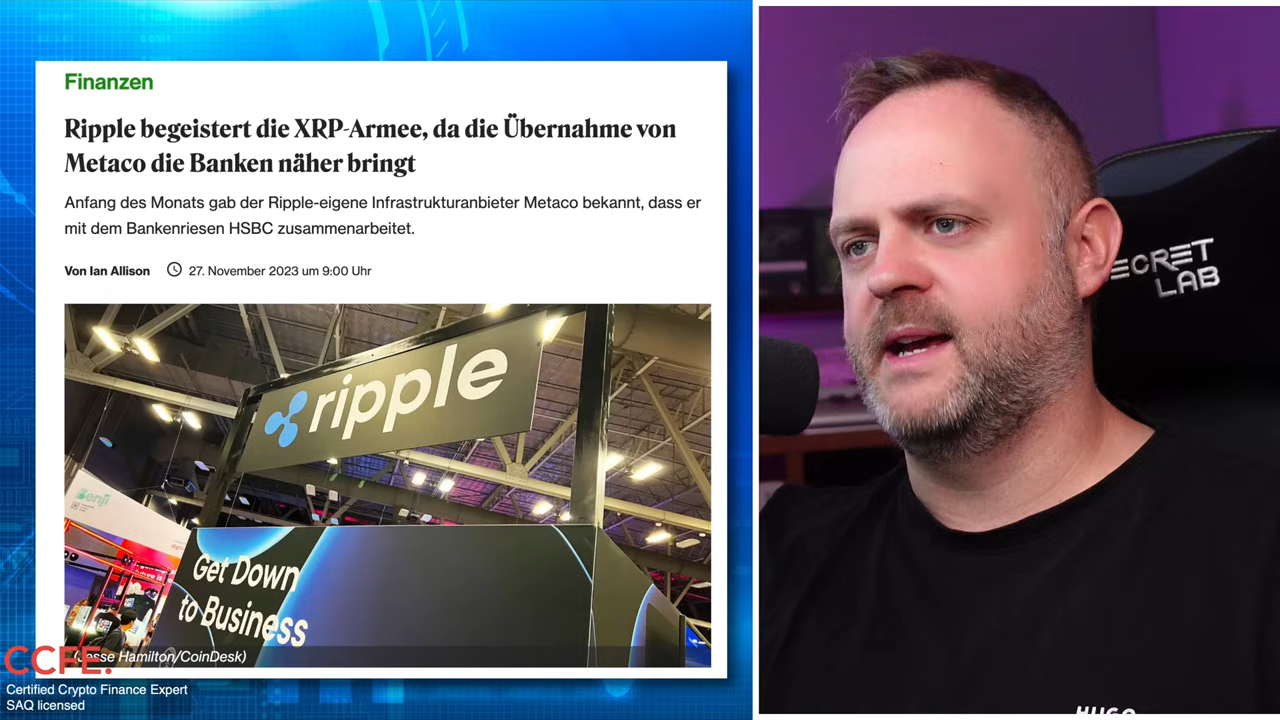 Finanzen
Ripple begeistert die XRP-Armee, da die Übernahme von
Metaco die Banken näher bringt
Anfang des Monats gab der Ripple-eigene Infrastrukturanbieter Metaco bekannt, dass er
mit dem Bankenriesen HSBC zusammenarbeitet.
Von Ian Allison 27. November 2023 um 9:00 Uhr
ripple
Benji
Get Down
to Business
(Jesse Hamilton/CoinDesk)
CCFE.
Certified Crypto Finance Expert
SAQ licensed
SECRET
LAB
HUGO